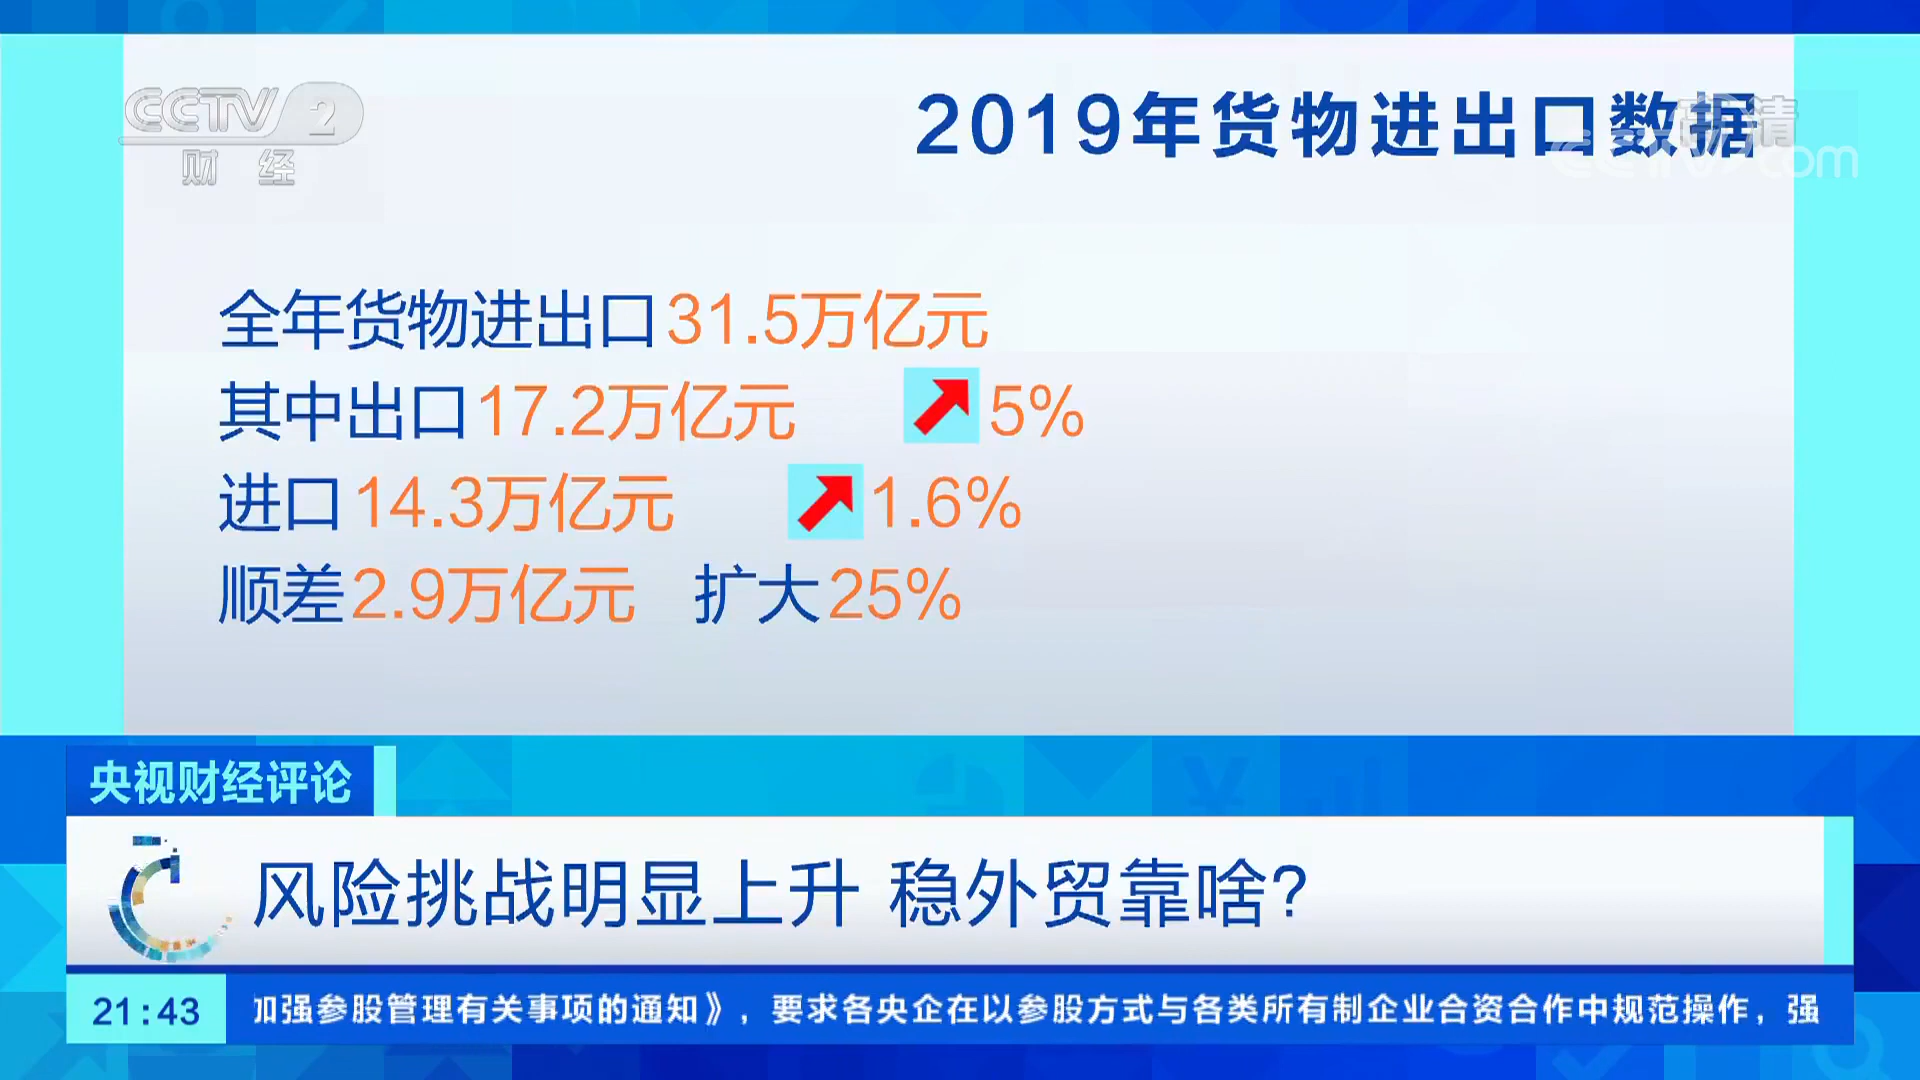 CCTV 2
财 经
高清
CCTV.com
2019年货物进出口数据
全年货物进出口31.5万亿元
其中出口17.2万亿元 5%
进口14.3万亿元 1.6%
顺差2.9万亿元 扩大25%
央视财经评论
风险挑战明显上升 稳外贸靠啥?
21:43
加强参股管理有关事项的通知》，要求各央企在以参股方式与各类所有制企业合资合作中规范操作，强